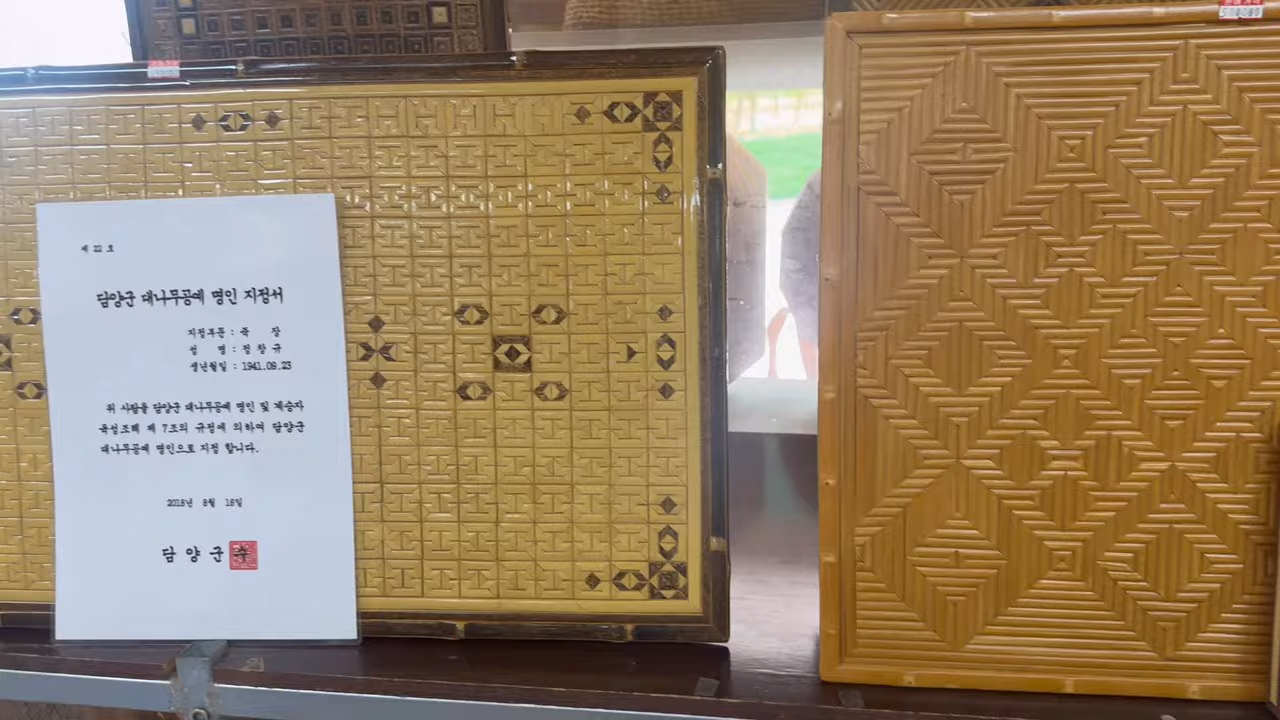 제 22 호
담양군 대나무공예 명인 지정서
지정부문 : 죽 장
성 명 : 정 창 규
생년월일 : 1941.09.23
위 사람을 담양군 대나무공예 명인 및 계승자
육성조례 제 7조의 규정에 의하여 담양군
대나무공예 명인으로 지정 합니다.
2018년 8월 16일
담 양 군 수